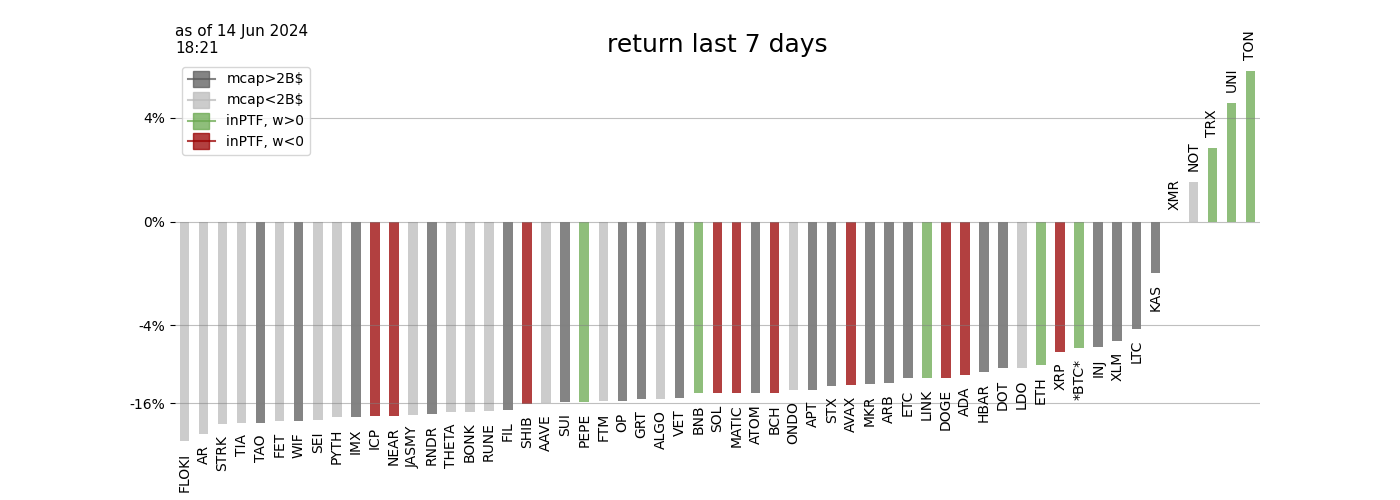 as of 14 Jun 2024
18:21
return last 7 days
mcap>2B$
mcap<2B$
inPTF, w>0
inPTF, w<0
4%
0%
-4%
-16%
FLOKI
AR
STRK
TIA
TAO
FET
WIF
SEI
PYTH
IMX
ICP
NEAR
JASMY
RNDR
THETA
BONK
RUNE
FIL
SHIB
AAVE
SUI
PEPE
FTM
OP
GRT
ALGO
VET
BNB
SOL
MATIC
ATOM
BCH
ONDO
APT
STX
AVAX
MKR
ARB
ETC
LINK
DOGE
ADA
HBAR
DOT
LDO
ETH
XRP
*BTC*
INJ
XLM
LTC
KAS
XMR
NOT
TRX
UNI
TON